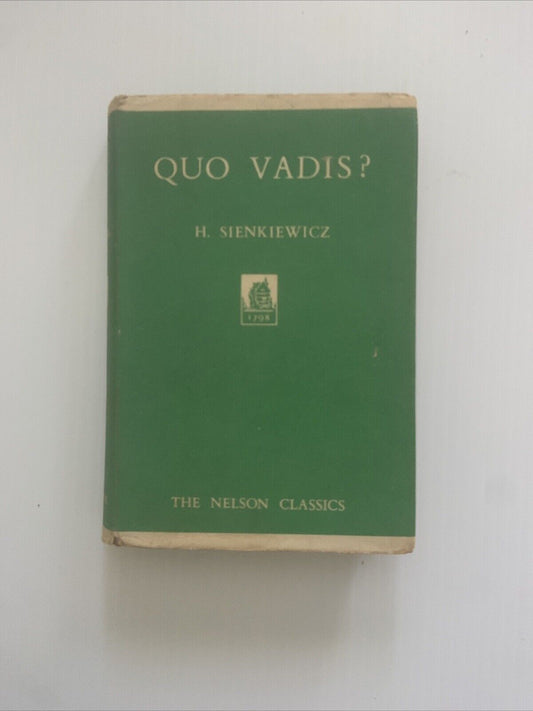 QUO VADIS?
H. SIENKIEWICZ
1798
THE NELSON CLASSICS